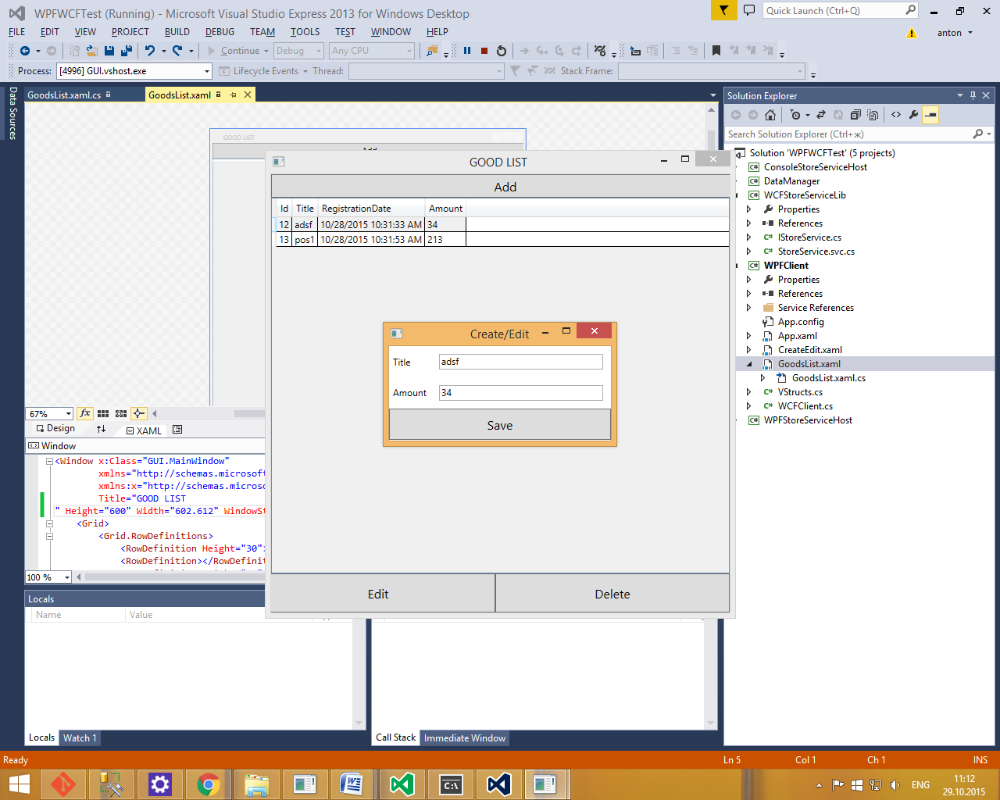 WPFWCFTest (Running) - Microsoft Visual Studio Express 2013 for Windows Desktop
Quick Launch (Ctrl+Q)
FILE EDIT VIEW PROJECT BUILD DEBUG TEAM TOOLS TEST WINDOW HELP
anton
Continue Debug Any CPU
Process: [4996] GUI.vshost.exe Lifecycle Events Thread: Stack Frame:
Data Sources
GoodsList.xaml.cs GoodsList.xaml
GOOD LIST
GOOD LIST
Add
Id Title RegistrationDate Amount
12 adsf 10/28/2015 10:31:33 AM 34
13 pos1 10/28/2015 10:31:53 AM 213
Create/Edit
Title adsf
Amount 34
Save
Edit Delete
67%
Design XAML
Window
<Window x:Class="GUI.MainWindow"
xmlns="http://schemas.microsoft
xmlns:x="http://schemas.micros
Title="GOOD LIST
" Height="600" Width="602.612" WindowSt
<Grid>
<Grid.RowDefinitions>
<RowDefinition Height="30">
<RowDefinition></RowDefinit
100 %
Locals
Name Value
Locals Watch 1
Call Stack Immediate Window
Solution Explorer
Search Solution Explorer (Ctrl+ж)
Solution 'WPFWCFTest' (5 projects)
ConsoleStoreServiceHost
DataManager
WCFStoreServiceLib
Properties
References
IStoreService.cs
StoreService.svc.cs
WPFClient
Properties
References
Service References
App.config
App.xaml
CreateEdit.xaml
GoodsList.xaml
GoodsList.xaml.cs
VStructs.cs
WCFClient.cs
WPFStoreServiceHost
Ready Ln 5 Col 1 Ch 1 INS
C:\
ENG
11:12
29.10.2015